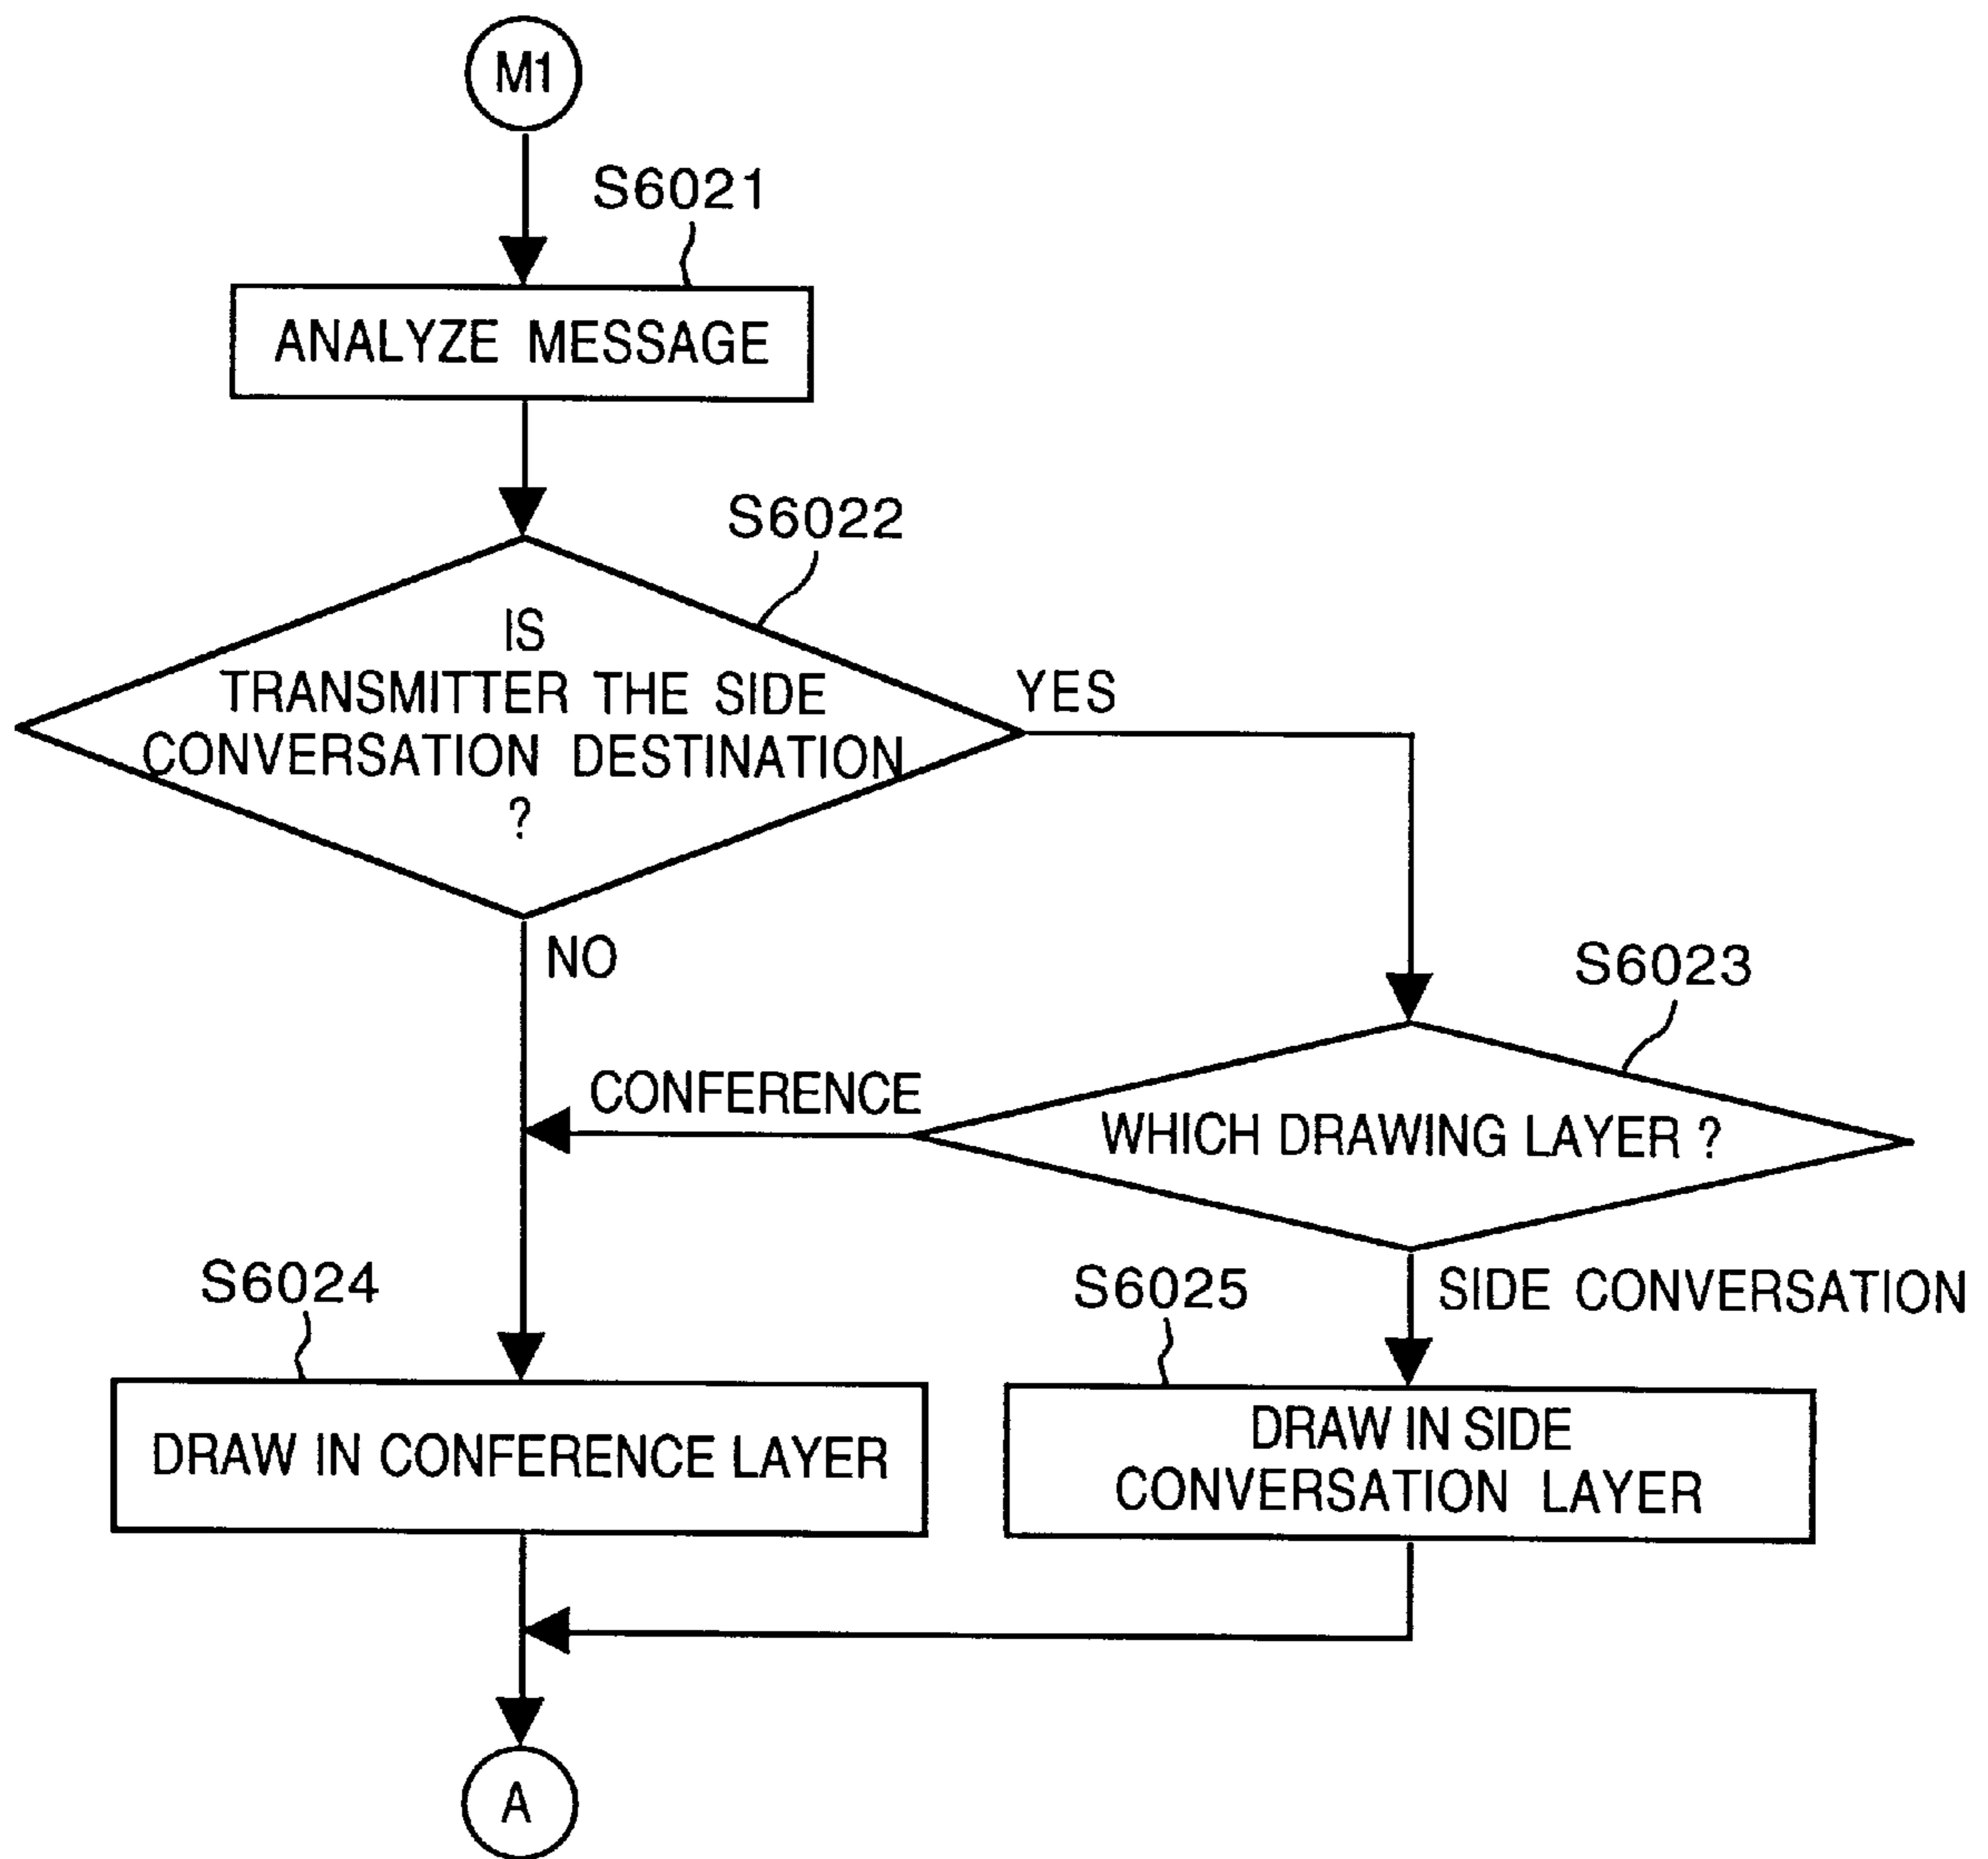 M1
S6021
ANALYZE MESSAGE
S6022
IS
TRANSMITTER THE SIDE
CONVERSATION DESTINATION
?
YES
NO
S6023
CONFERENCE
WHICH DRAWING LAYER ?
S6024
S6025
SIDE CONVERSATION
DRAW IN CONFERENCE LAYER
DRAW IN SIDE
CONVERSATION LAYER
A